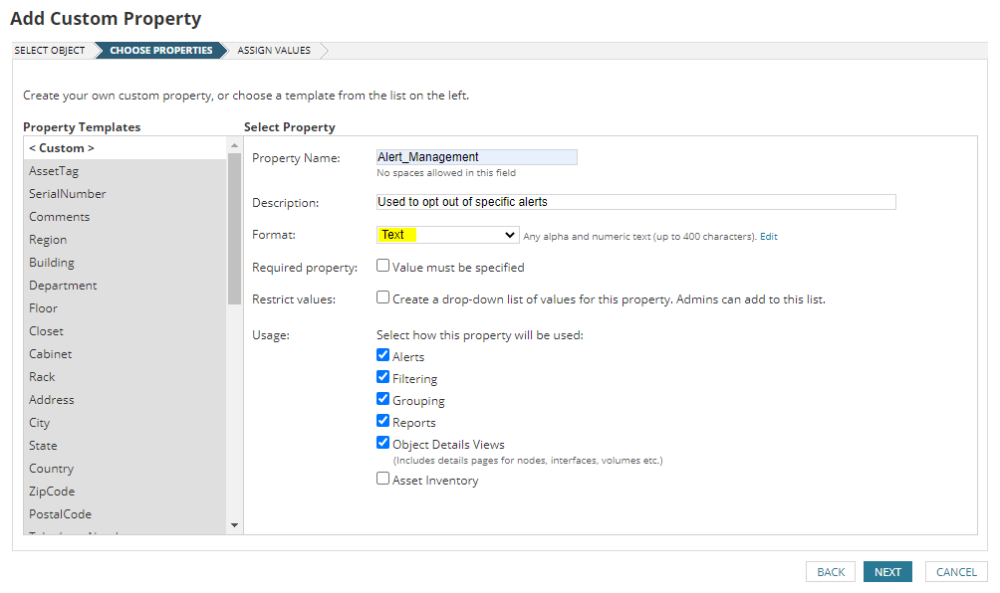 Add Custom Property
SELECT OBJECT CHOOSE PROPERTIES ASSIGN VALUES
Create your own custom property, or choose a template from the list on the left.
Property Templates
< Custom >
AssetTag
SerialNumber
Comments
Region
Building
Department
Floor
Closet
Cabinet
Rack
Address
City
State
Country
ZipCode
PostalCode
Select Property
Property Name: Alert_Management
No spaces allowed in this field
Description: Used to opt out of specific alerts
Format: Text Any alpha and numeric text (up to 400 characters). Edit
Required property: Value must be specified
Restrict values: Create a drop-down list of values for this property. Admins can add to this list.
Usage: Select how this property will be used:
Alerts
Filtering
Grouping
Reports
Object Details Views
(Includes details pages for nodes, interfaces, volumes etc.)
Asset Inventory
BACK NEXT CANCEL